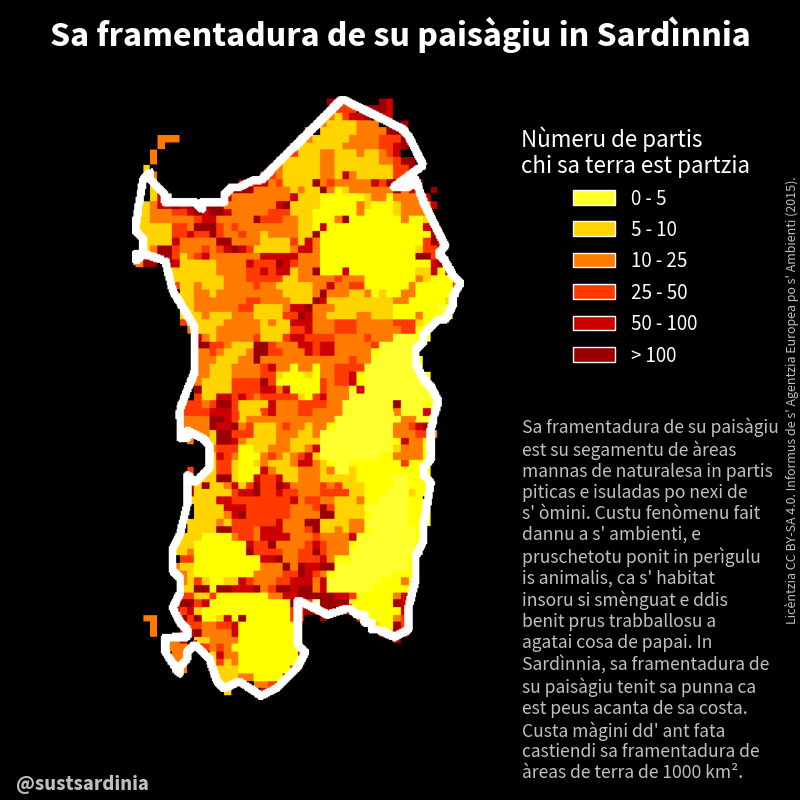 Sa framentadura de su paisàgiu in Sardìnnia
Nùmeru de partis
chi sa terra est partzia
0 - 5
5 - 10
10 - 25
25 - 50
50 - 100
> 100
Sa framentadura de su paisàgiu
est su segamentu de àreas
mannas de naturalesa in partis
piticas e isuladas po nexi de
s' òmini. Custu fenòmenu fait
dannu a s' ambienti, e
pruschetotu ponit in perìgulu
is animalis, ca s' habitat
insoru si smènguat e ddis
benit prus trabballosu a
agatai cosa de papai. In
Sardìnnia, sa framentadura de
su paisàgiu tenit sa punna ca
est peus acanta de sa costa.
Custa màgini dd' ant fata
castiendi sa framentadura de
àreas de terra de 1000 km².
Licèntzia CC BY-SA 4.0. Informus de s' Agentzia Europea po s' Ambienti (2015).
@sustsardinia